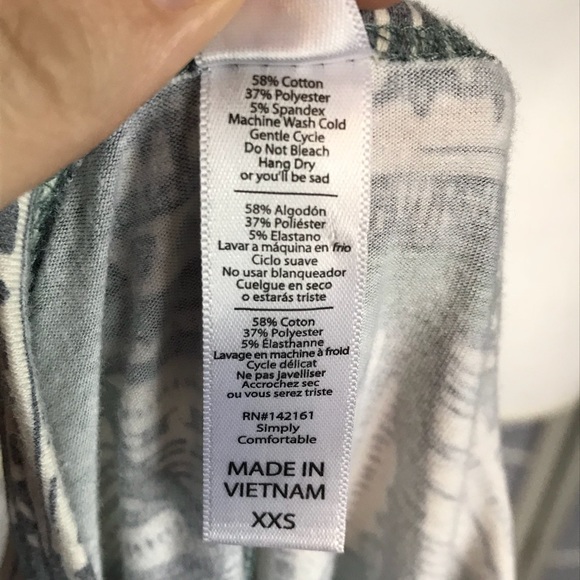 58% Cotton
37% Polyester
5% Spandex
Machine Wash Cold
Gentle Cycle
Do Not Bleach
Hang Dry
or you'll be sad
58% Algodón
37% Poliéster
5% Elastano
Lavar a máquina en frio
Ciclo suave
No usar blanqueador
Cuelgue en seco
o estarás triste
58% Coton
37% Polyester
5% Élasthanne
Lavage en machine à froid
Cycle délicat
Ne pas javelliser
Accrochez sec
ou vous serez triste
RN#142161
Simply
Comfortable
MADE IN
VIETNAM
XXS